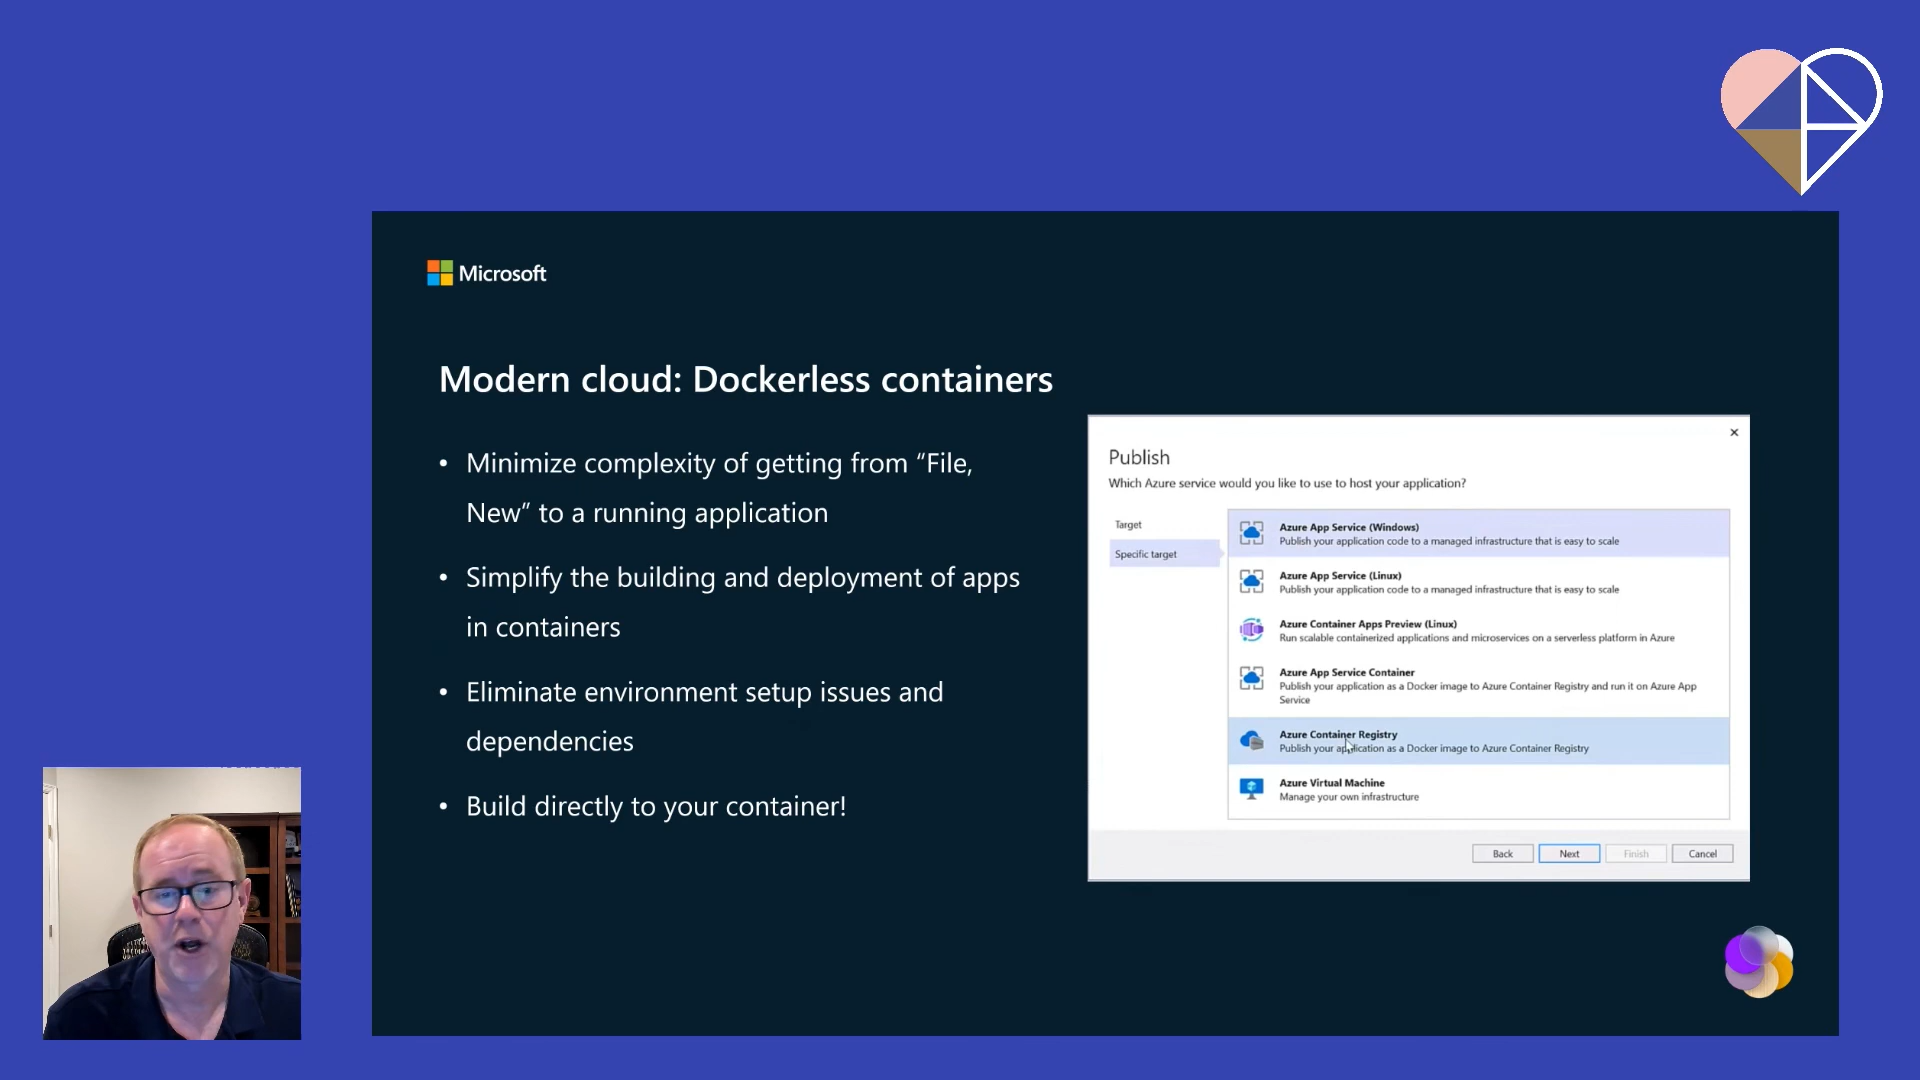 Microsoft
Modern cloud: Dockerless containers
• Minimize complexity of getting from “File,
New” to a running application
• Simplify the building and deployment of apps
in containers
• Eliminate environment setup issues and
dependencies
• Build directly to your container!
Publish
Which Azure service would you like to use to host your application?
Target
Specific target
Azure App Service (Windows)
Publish your application code to a managed infrastructure that is easy to scale
Azure App Service (Linux)
Publish your application code to a managed infrastructure that is easy to scale
Azure Container Apps Preview (Linux)
Run scalable containerized applications and microservices on a serverless platform in Azure
Azure App Service Container
Publish your application as a Docker image to Azure Container Registry and run it on Azure App
Service
Azure Container Registry
Publish your application as a Docker image to Azure Container Registry
Azure Virtual Machine
Manage your own infrastructure
Back
Next
Finish
Cancel